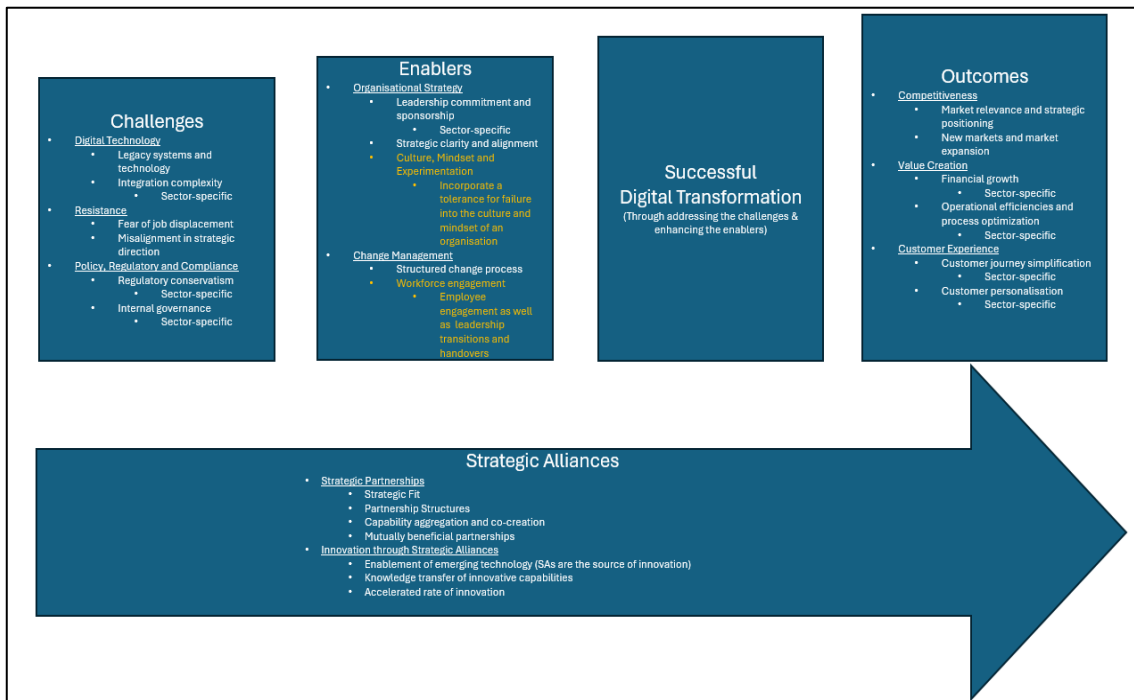 Challenges
• Digital Technology
• Legacy systems and
technology
• Integration complexity
• Sector-specific
• Resistance
• Fear of job displacement
• Misalignment in strategic
direction
• Policy, Regulatory and Compliance
• Regulatory conservatism
• Sector-specific
• Internal governance
• Sector-specific
Enablers
• Organisational Strategy
• Leadership commitment and
sponsorship
• Sector-specific
• Strategic clarity and alignment
• Culture, Mindset and
Experimentation
• Incorporate a
tolerance for failure
into the culture and
mindset of an
organisation
• Change Management
• Structured change process
• Workforce engagement
• Employee
engagement as well
as leadership
transitions and
handovers
Successful
Digital Transformation
(Through addressing the challenges &
enhancing the enablers)
Outcomes
• Competitiveness
• Market relevance and strategic
positioning
• New markets and market
expansion
• Value Creation
• Financial growth
• Sector-specific
• Operational efficiencies and
process optimization
• Sector-specific
• Customer Experience
• Customer journey simplification
• Sector-specific
• Customer personalisation
• Sector-specific
Strategic Alliances
• Strategic Partnerships
• Strategic Fit
• Partnership Structures
• Capability aggregation and co-creation
• Mutually beneficial partnerships
• Innovation through Strategic Alliances
• Enablement of emerging technology (SAs are the source of innovation)
• Knowledge transfer of innovative capabilities
• Accelerated rate of innovation